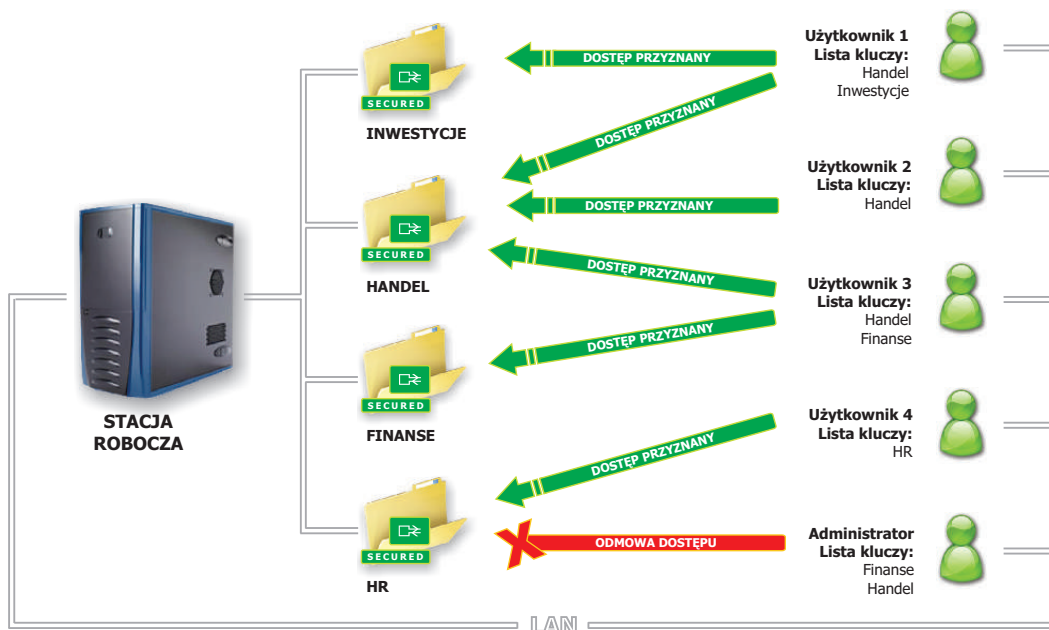 SECURED
INWESTYCJE
DOSTĘP PRZYZNANY
Użytkownik 1
Lista kluczy:
Handel
Inwestycje
DOSTĘP PRZYZNANY
SECURED
HANDEL
DOSTĘP PRZYZNANY
Użytkownik 2
Lista kluczy:
Handel
DOSTĘP PRZYZNANY
Użytkownik 3
Lista kluczy:
Handel
Finanse
STACJA
ROBOCZA
SECURED
FINANSE
DOSTĘP PRZYZNANY
Użytkownik 4
Lista kluczy:
HR
DOSTĘP PRZYZNANY
SECURED
HR
ODMOWA DOSTĘPU
Administrator
Lista kluczy:
Finanse
Handel
LAN